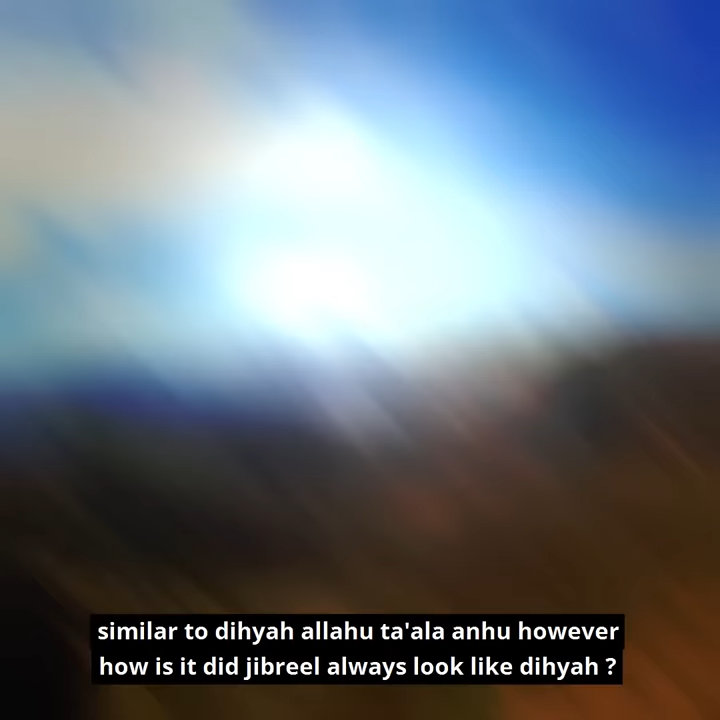 similar to dihyah allahu ta'ala anhu however
how is it did jibreel always look like dihyah ?